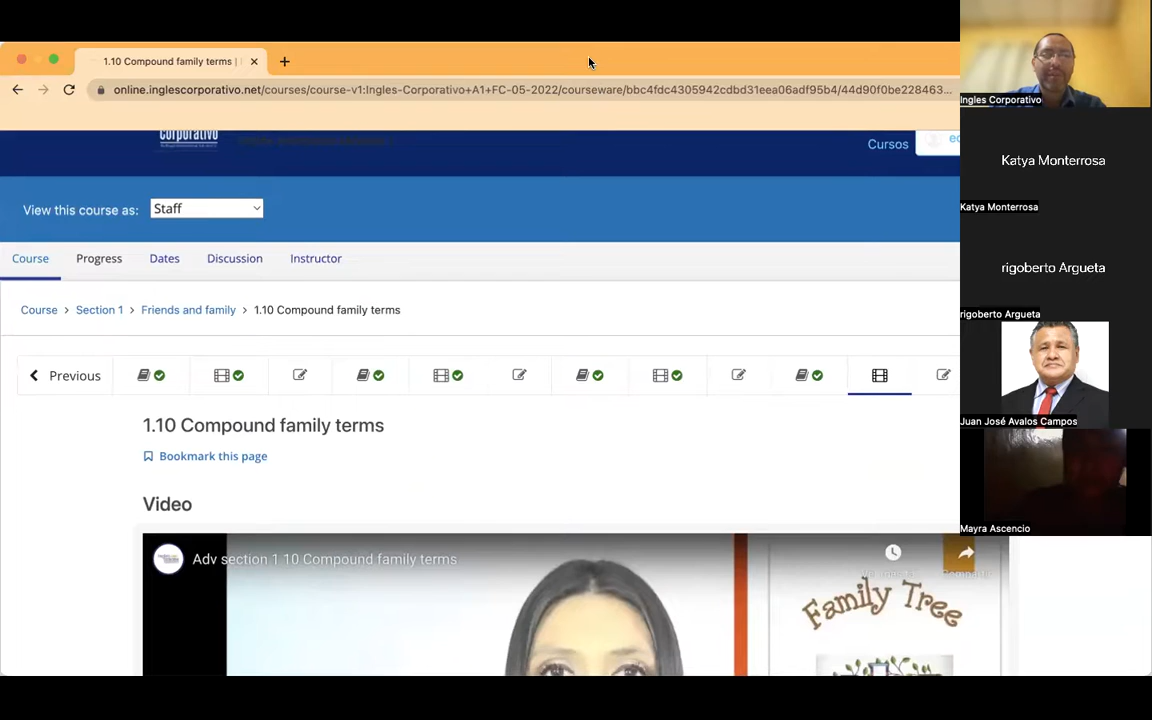 1.10 Compound family terms |
online.inglescorporativo.net/courses/course-v1:Ingles-Corporativo+A1+FC-05-2022/courseware/bbc4fdc4305942cdbd31eea06adf95b4/44d90f0be228463...
Corporativo
Cursos
View this course as:
Staff
Course
Progress
Dates
Discussion
Instructor
Course > Section 1 > Friends and family > 1.10 Compound family terms
Previous
1.10 Compound family terms
Bookmark this page
Video
Adv section 1 10 Compound family terms
Family Tree
Ingles Corporativo
Katya Monterrosa
Katya Monterrosa
rigoberto Argueta
rigoberto Argueta
Juan José Avalos Campos
Mayra Ascencio